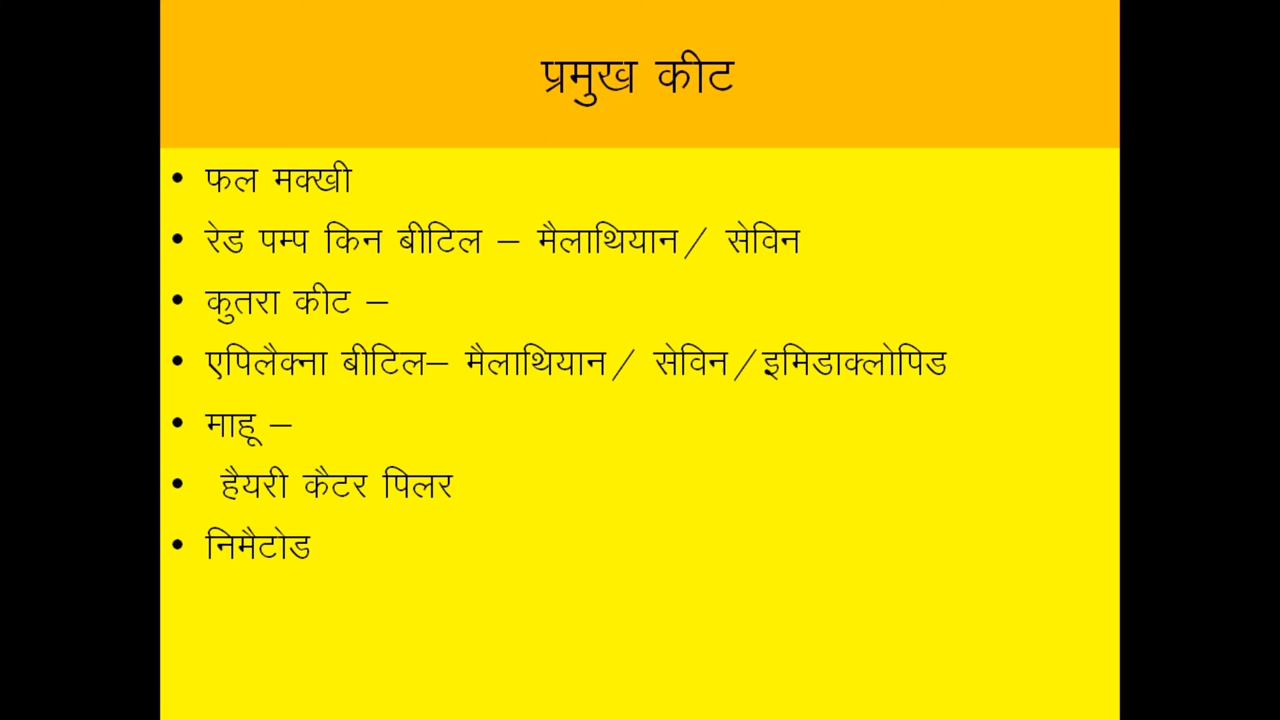 प्रमुख कीट
• फल मक्खी
• रेड पम्प किन बीटिल – मैलाथियान/ सेविन
• कुतरा कीट –
• एपिलैक्ना बीटिल– मैलाथियान/ सेविन/इमिडाक्लोपिड
• माहू –
• हैयरी कैटर पिलर
• निमैटोड